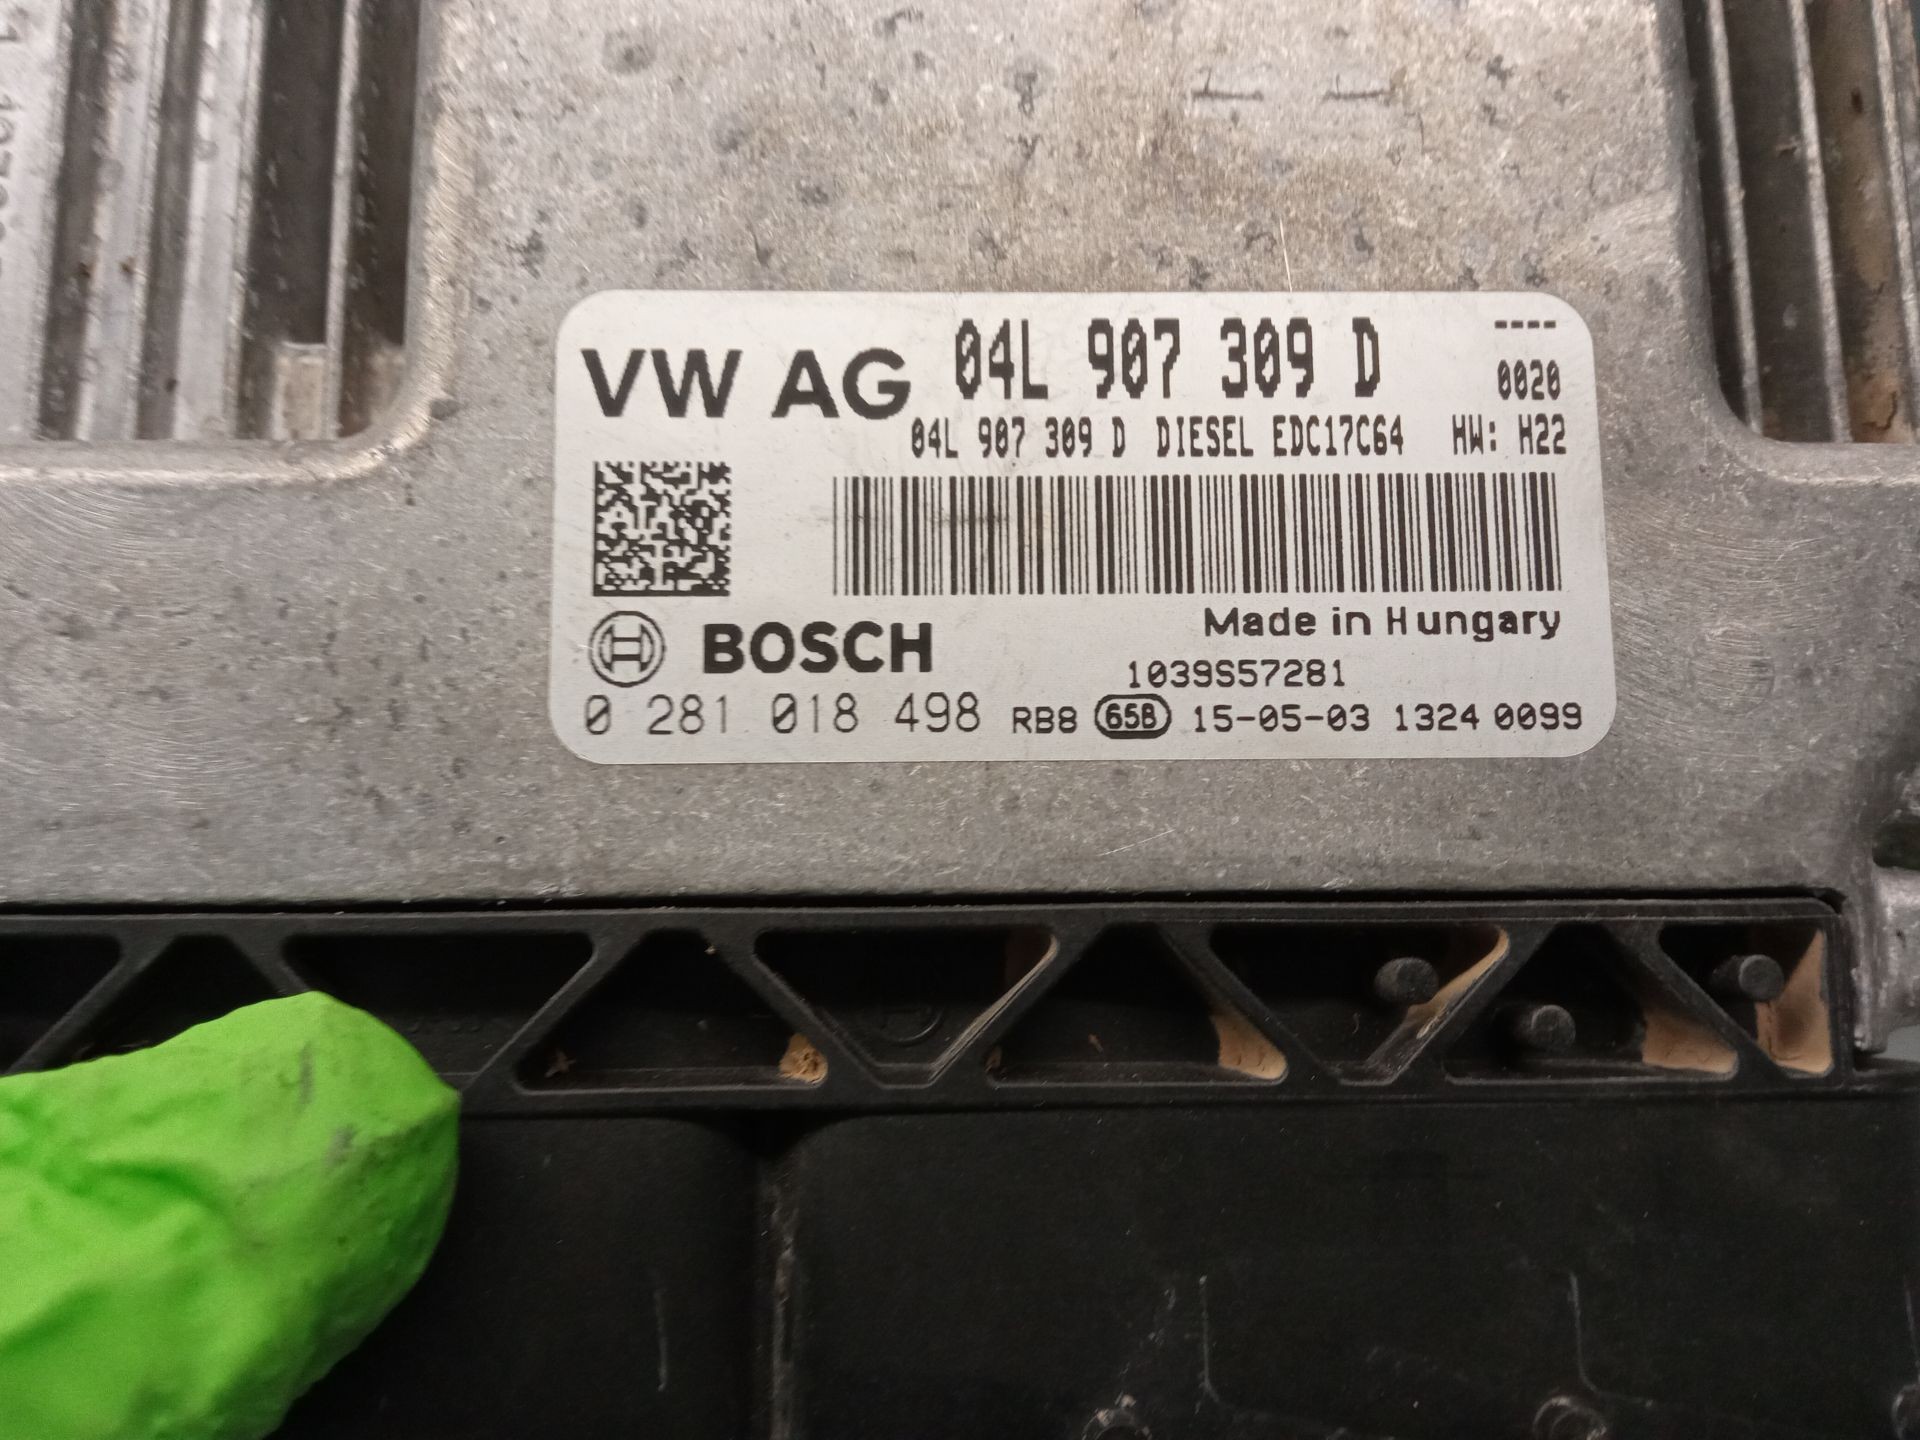 VW AG 04L 907 309 D ----
0020
04L 907 309 D DIESEL EDC17C64 HW: H22
Made in Hungary
BOSCH
1039S57281
0 281 018 498 RB8 65B 15-05-03 1324 0099